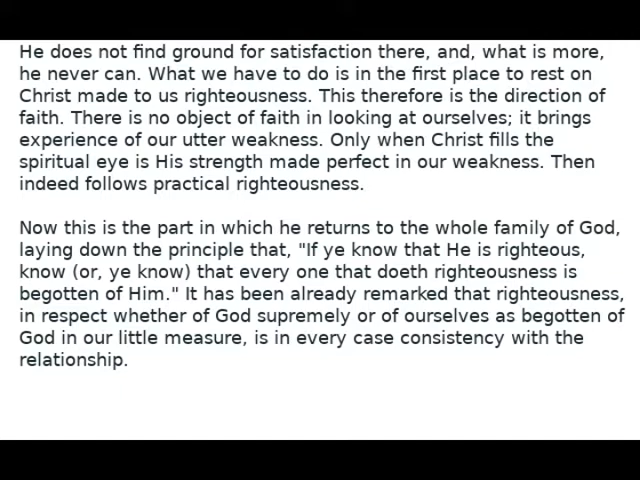 He does not find ground for satisfaction there, and, what is more,
he never can. What we have to do is in the first place to rest on
Christ made to us righteousness. This therefore is the direction of
faith. There is no object of faith in looking at ourselves; it brings
experience of our utter weakness. Only when Christ fills the
spiritual eye is His strength made perfect in our weakness. Then
indeed follows practical righteousness.

Now this is the part in which he returns to the whole family of God,
laying down the principle that, "If ye know that He is righteous,
know (or, ye know) that every one that doeth righteousness is
begotten of Him." It has been already remarked that righteousness,
in respect whether of God supremely or of ourselves as begotten of
God in our little measure, is in every case consistency with the
relationship.